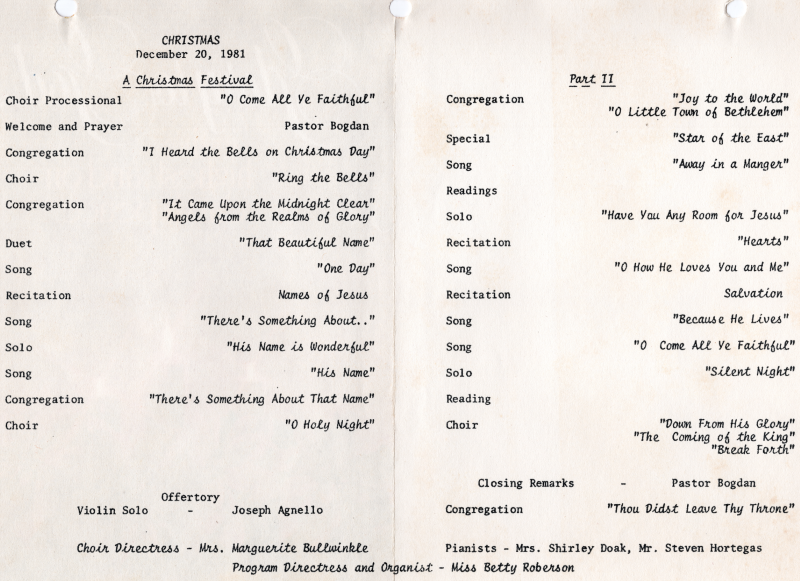 CHRISTMAS
December 20, 1981
A Christmas Festival
Choir Processional "O Come All Ye Faithful"
Welcome and Prayer Pastor Bogdan
Congregation "I Heard the Bells on Christmas Day"
Choir "Ring the Bells"
Congregation "It Came Upon the Midnight Clear"
"Angels from the Realms of Glory"
Duet "That Beautiful Name"
Song "One Day"
Recitation Names of Jesus
Song "There's Something About.."
Solo "His Name is Wonderful"
Song "His Name"
Congregation "There's Something About That Name"
Choir "O Holy Night"
Offertory
Violin Solo - Joseph Agnello
Choir Directress - Mrs. Marguerite Bullwinkle
Part II
Congregation "Joy to the World"
"O Little Town of Bethlehem"
Special "Star of the East"
Song "Away in a Manger"
Readings
Solo "Have You Any Room for Jesus"
Recitation "Hearts"
Song "O How He Loves You and Me"
Recitation Salvation
Song "Because He Lives"
Song "O Come All Ye Faithful"
Solo "Silent Night"
Reading
Choir "Down From His Glory"
"The Coming of the King"
"Break Forth"
Closing Remarks - Pastor Bogdan
Congregation "Thou Didst Leave Thy Throne"
Pianists - Mrs. Shirley Doak, Mr. Steven Hortegas
Program Directress and Organist - Miss Betty Roberson